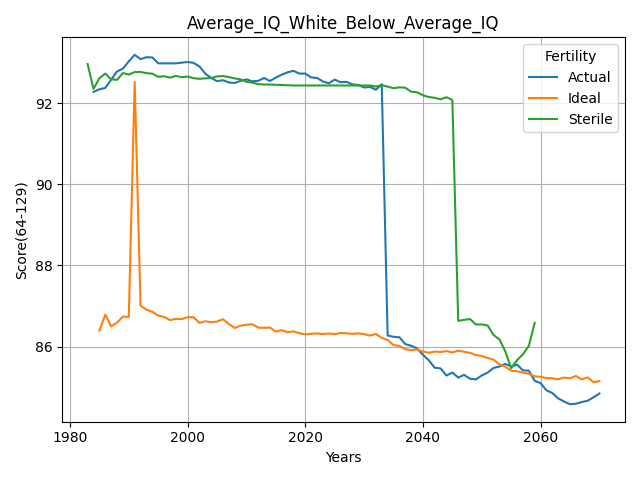 Average_IQ_White_Below_Average_IQ
Fertility
Actual
Ideal
Sterile
Score(64-129)
92
90
88
86
1980
2000
2020
2040
2060
Years